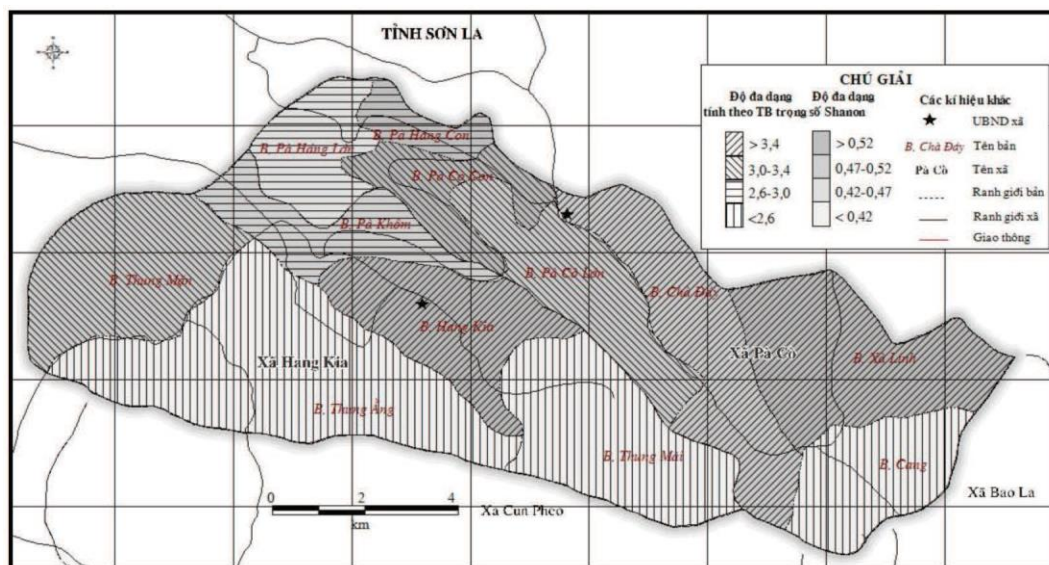 TỈNH SƠN LA
CHÚ GIẢI
Độ đa dạng tính theo TB trọng số Shanon
Độ đa dạng
> 3,4
3,0-3,4
2,6-3,0
<2,6
> 0,52
0,47-0,52
0,42-0,47
< 0,42
Các kí hiệu khác
UBND xã
B. Chà Đáy Tên bản
Pà Cò Tên xã
Ranh giới bản
Ranh giới xã
Giao thông
B. Pà Háng Con
B. Pà Háng Lớn
B. Pà Cò Con
B. Pà Khôm
B. Thung Mặn
B. Pà Cò Lớn
B. Chà Đáy
B. Hang Kia
Xã Hang Kia
Xã Pà Cò
B. Xà Lính
B. Thung Ẳng
B. Thung Mài
B. Cang
Xã Bao La
0 2 4
km
Xã Cun Pheo